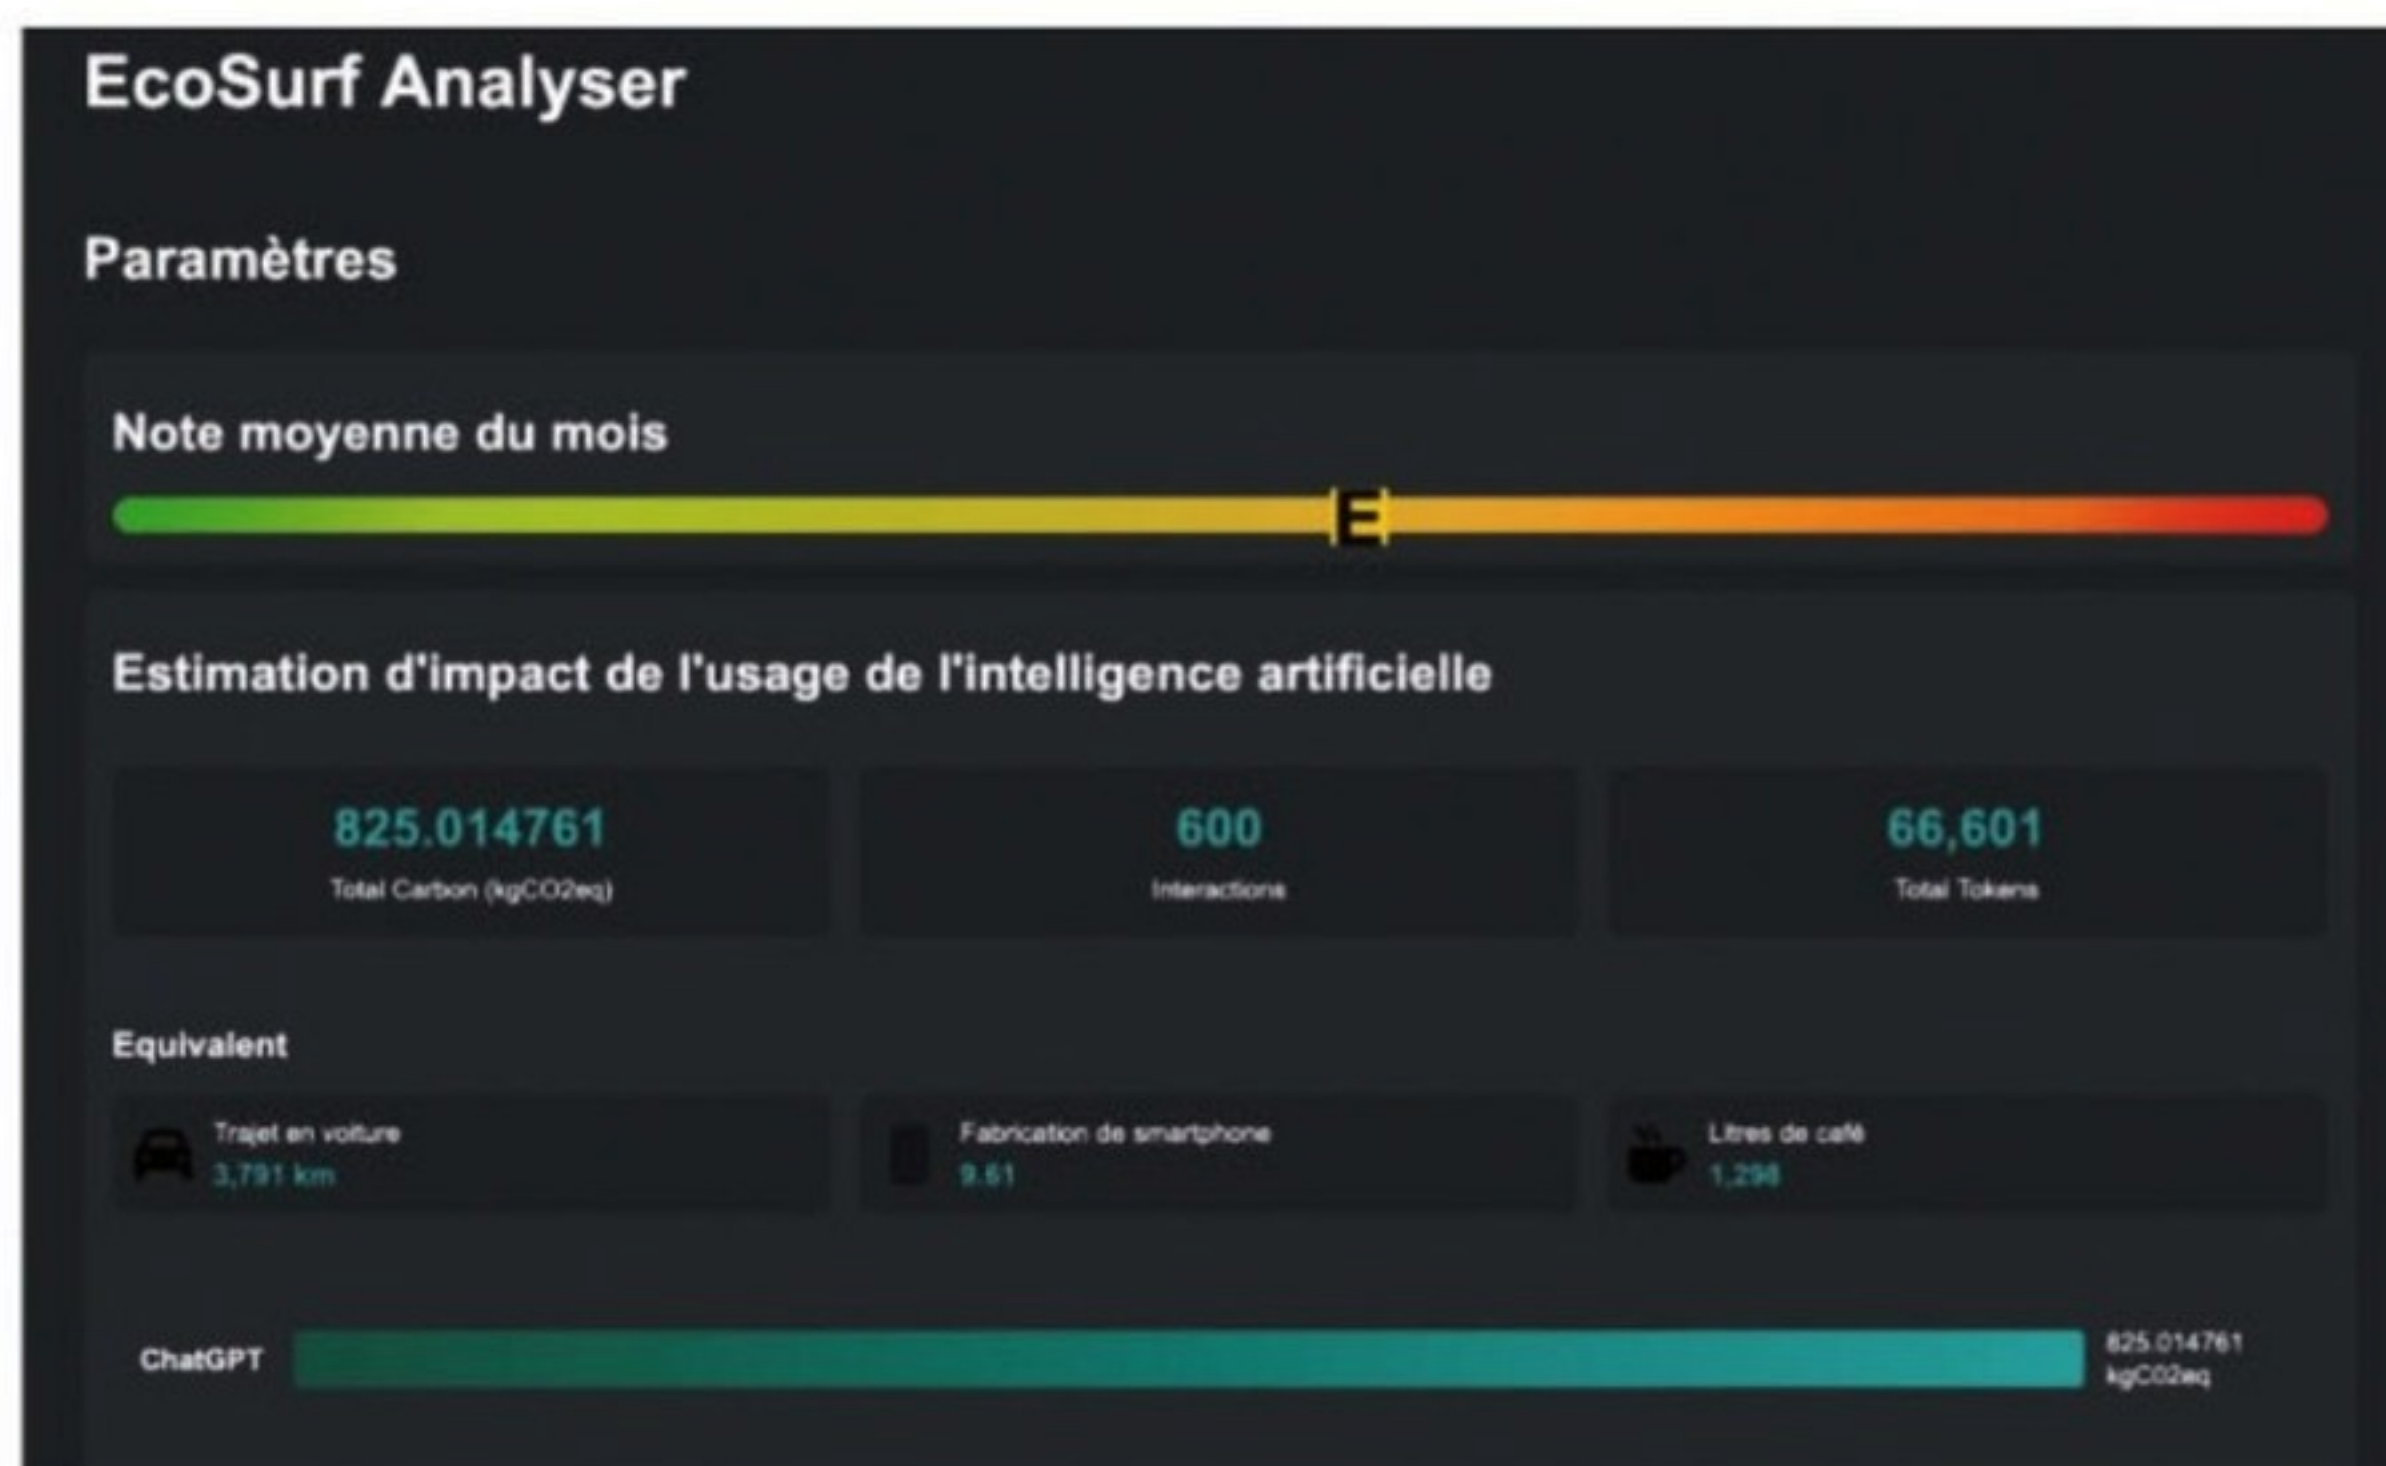 EcoSurf Analyser
Paramètres
Note moyenne du mois
E
Estimation d'impact de l'usage de l'intelligence artificielle
825.014761
Total Carbon (kgCO2eq)
600
Interactions
66,601
Total Tokens
Equivalent
Trajet en voiture
3,791 km
Fabrication de smartphone
9.61
Litres de café
1,298
ChatGPT
825.014761
kgCO2eq